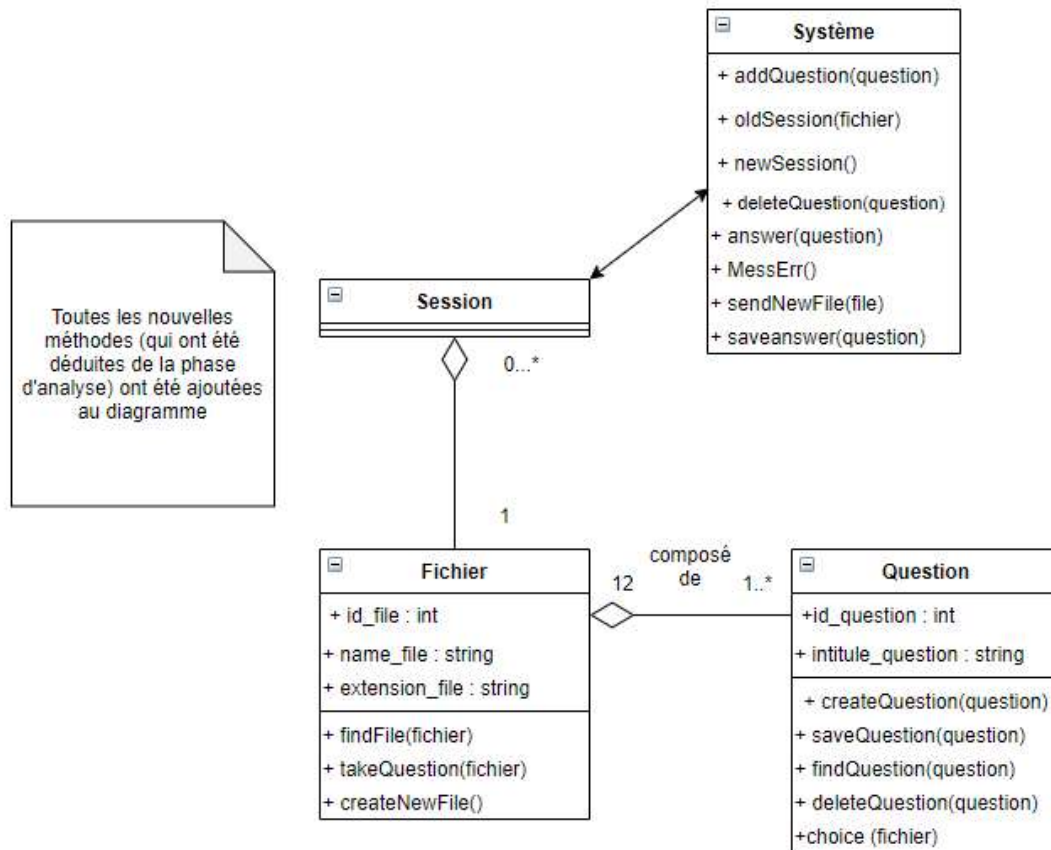 Système
+ addQuestion(question)
+ oldSession(fichier)
+ newSession()
+ deleteQuestion(question)
+ answer(question)
+ MessErr()
+ sendNewFile(file)
+ saveanswer(question)
Toutes les nouvelles
méthodes (qui ont été
déduites de la phase
d'analyse) ont été ajoutées
au diagramme
Session
0...*
1
Fichier
+ id_file : int
+ name_file : string
+ extension_file : string
+ findFile(fichier)
+ takeQuestion(fichier)
+ createNewFile()
12
composé
de
1..*
Question
+id_question : int
+ intitule_question : string
+ createQuestion(question)
+ saveQuestion(question)
+ findQuestion(question)
+ deleteQuestion(question)
+choice (fichier)